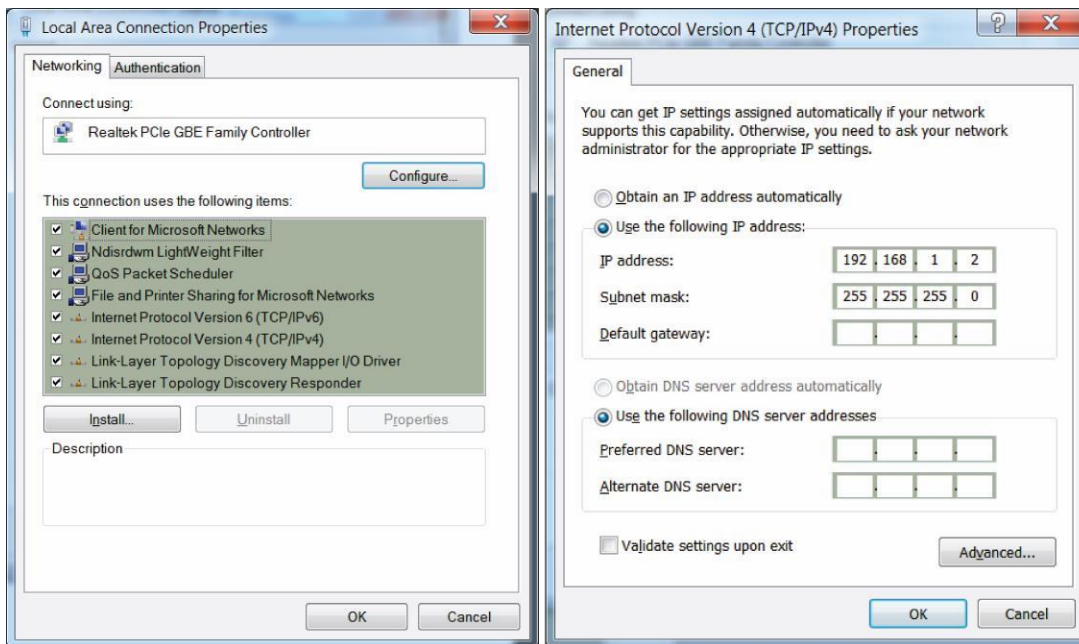 Local Area Connection Properties
Networking
Authentication
Connect using:
Realtek PCIe GBE Family Controller
Configure...
This connection uses the following items:
Client for Microsoft Networks
Ndisrdwm LightWeight Filter
QoS Packet Scheduler
File and Printer Sharing for Microsoft Networks
Internet Protocol Version 6 (TCP/IPv6)
Internet Protocol Version 4 (TCP/IPv4)
Link-Layer Topology Discovery Mapper I/O Driver
Link-Layer Topology Discovery Responder
Install...
Uninstall
Properties
Description
OK
Cancel
Internet Protocol Version 4 (TCP/IPv4) Properties
General
You can get IP settings assigned automatically if your network
supports this capability. Otherwise, you need to ask your network
administrator for the appropriate IP settings.
Obtain an IP address automatically
Use the following IP address:
IP address: 192 . 168 . 1 . 2
Subnet mask: 255 . 255 . 255 . 0
Default gateway: . . .
Obtain DNS server address automatically
Use the following DNS server addresses
Preferred DNS server: . . .
Alternate DNS server: . . .
Validate settings upon exit
Advanced...
OK
Cancel